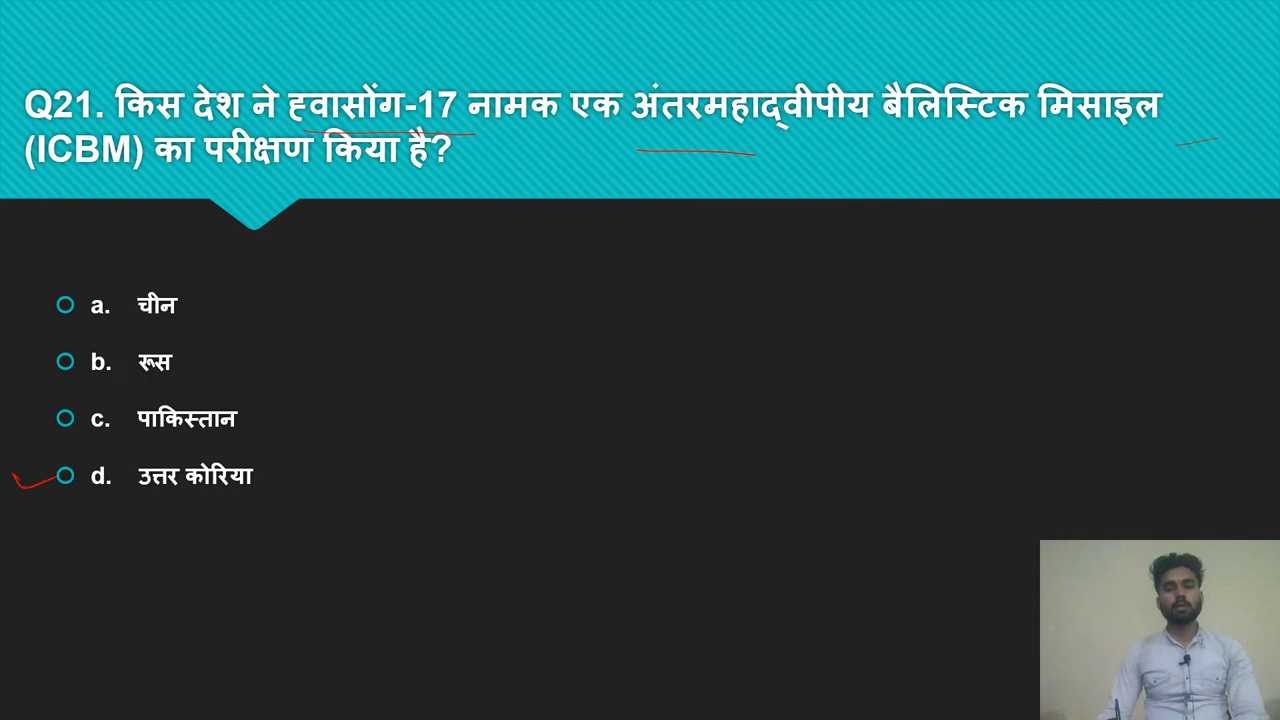 Q21. किस देश ने ह्वासोंग-17 नामक एक अंतरमहाद्वीपीय बैलिस्टिक मिसाइल
(ICBM) का परीक्षण किया है?
a. चीन
b. रूस
c. पाकिस्तान
d. उत्तर कोरिया